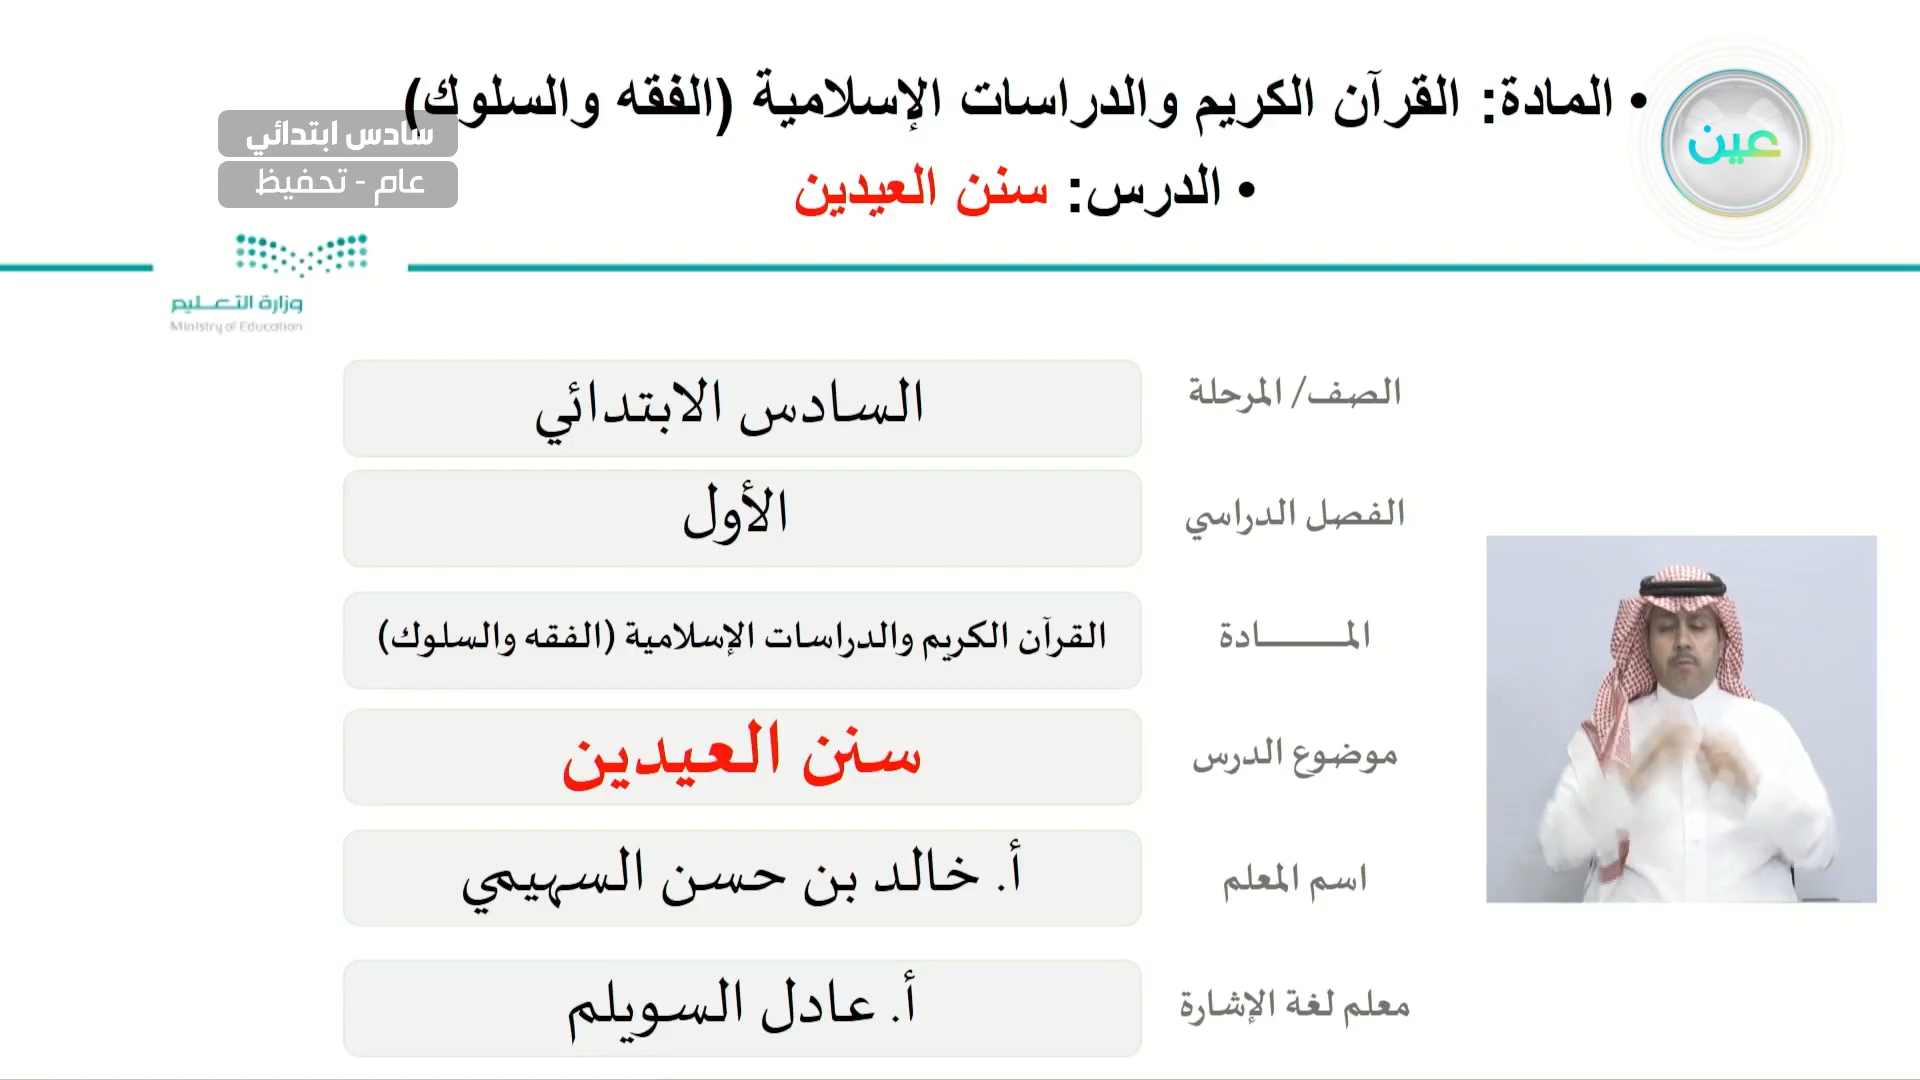 • المادة: القرآن الكريم والدراسات الإسلامية (الفقه والسلوك)
• الدرس: سنن العيدين
عين
سادس ابتدائي
عام - تحفيظ
وزارة التعليم
Ministry of Education
الصف/ المرحلة
السادس الابتدائي
الفصل الدراسي
الأول
المــــــادة
القرآن الكريم والدراسات الإسلامية (الفقه والسلوك)
موضوع الدرس
سنن العيدين
اسم المعلم
أ. خالد بن حسن السهيمي
معلم لغة الإشارة
أ. عادل السويلم